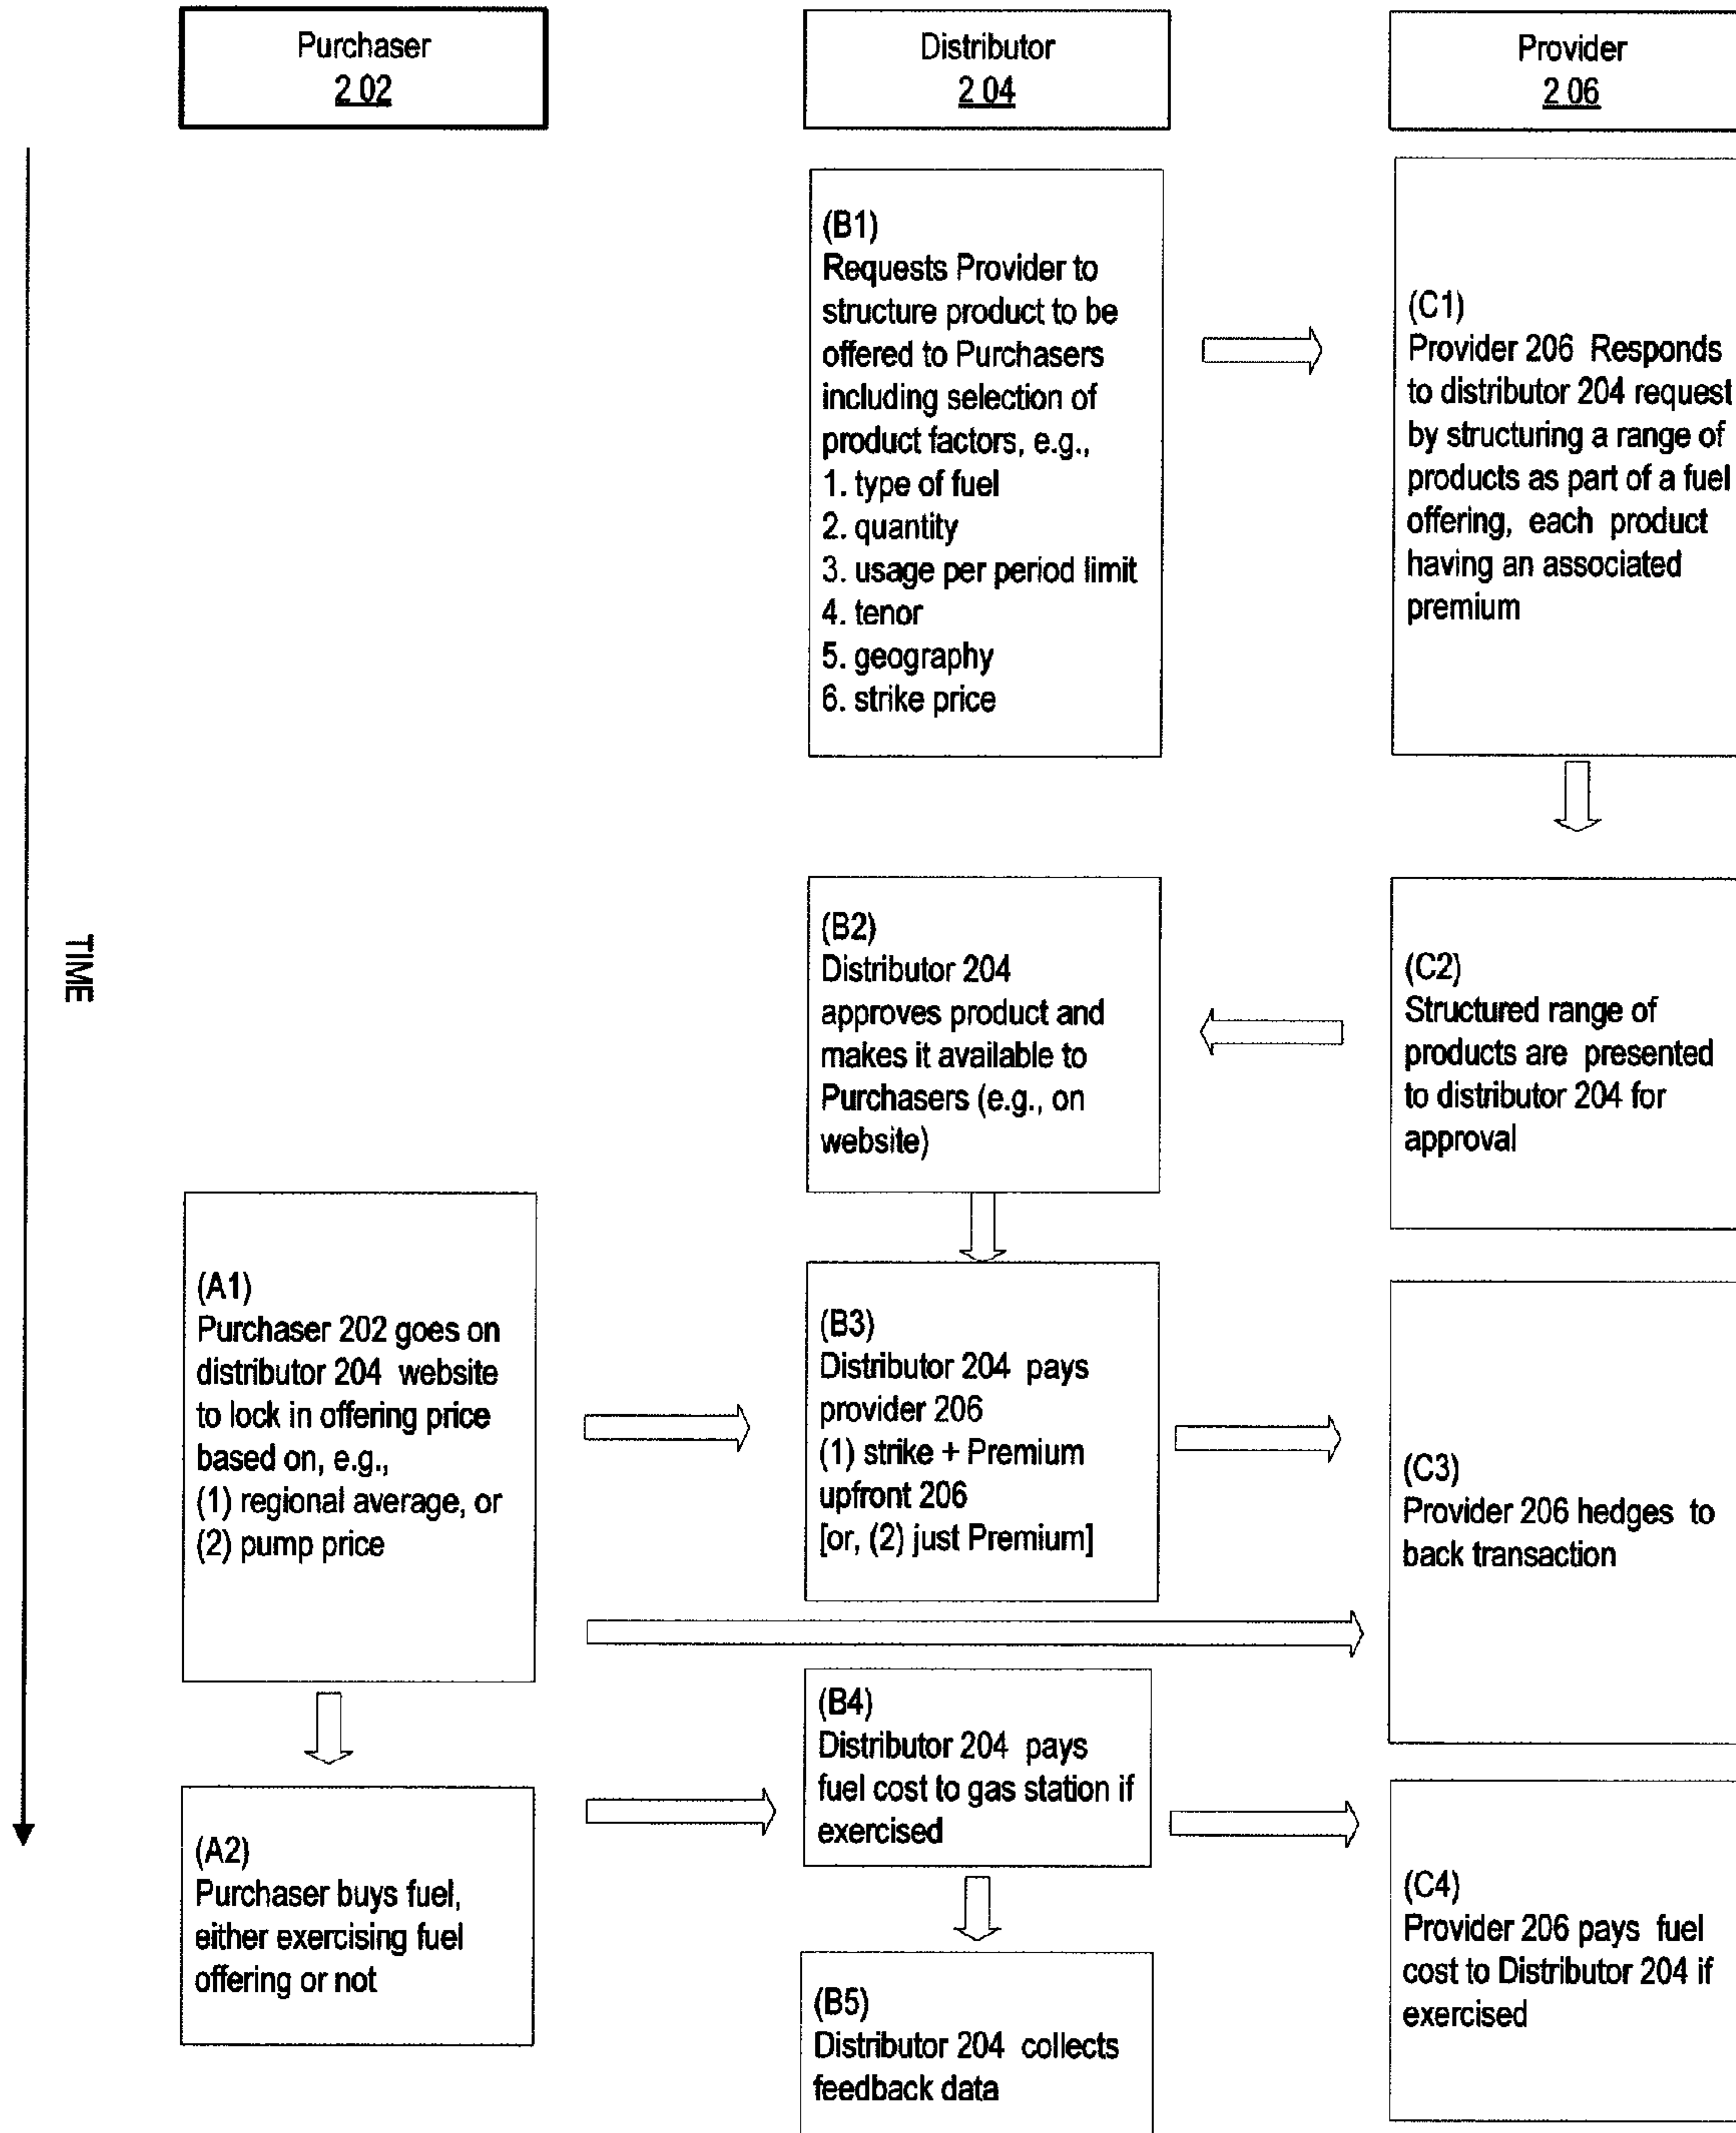 Purchaser
2 02
Distributor
2 04
Provider
2 06
TIME
(B1)
Requests Provider to
structure product to be
offered to Purchasers
including selection of
product factors, e.g.,
1. type of fuel
2. quantity
3. usage per period limit
4. tenor
5. geography
6. strike price
(C1)
Provider 206 Responds
to distributor 204 request
by structuring a range of
products as part of a fuel
offering, each product
having an associated
premium
(B2)
Distributor 204
approves product and
makes it available to
Purchasers (e.g., on
website)
(C2)
Structured range of
products are presented
to distributor 204 for
approval
(A1)
Purchaser 202 goes on
distributor 204 website
to lock in offering price
based on, e.g.,
(1) regional average, or
(2) pump price
(B3)
Distributor 204 pays
provider 206
(1) strike + Premium
upfront 206
[or, (2) just Premium]
(C3)
Provider 206 hedges to
back transaction
(B4)
Distributor 204 pays
fuel cost to gas station if
exercised
(A2)
Purchaser buys fuel,
either exercising fuel
offering or not
(C4)
Provider 206 pays fuel
cost to Distributor 204 if
exercised
(B5)
Distributor 204 collects
feedback data